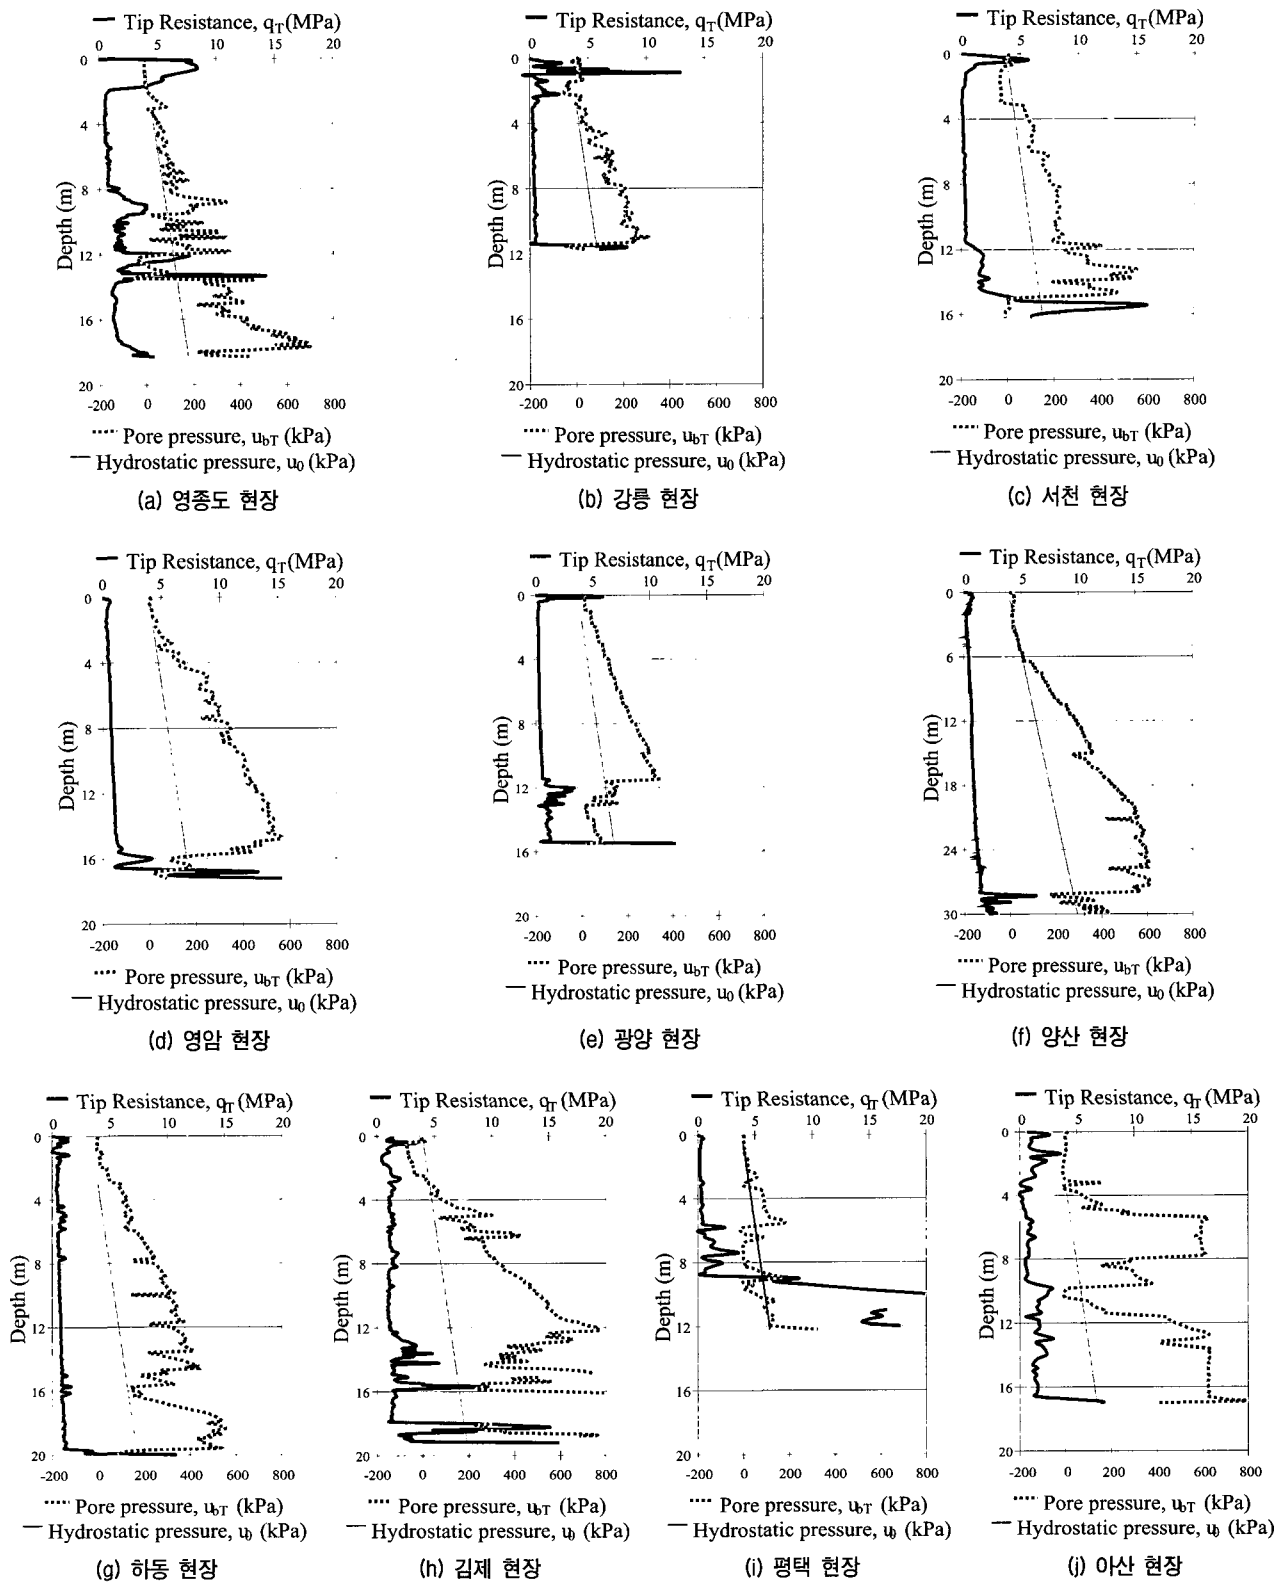 Tip Resistance, qT(MPa)
0 5 10 15 20
0
4
8
12
16
20
Depth (m)
-200 0 200 400 600 800
Pore pressure, ubT (kPa)
Hydrostatic pressure, u0 (kPa)
(a) 영종도 현장
Tip Resistance, qT(MPa)
0 5 10 15 20
0
4
8
12
16
20
Depth (m)
-200 0 200 400 600 800
Pore pressure, ubT (kPa)
Hydrostatic pressure, u0 (kPa)
(b) 강릉 현장
Tip Resistance, qT(MPa)
0 5 10 15 20
0
4
8
12
16
20
Depth (m)
-200 0 200 400 600 800
Pore pressure, ubT (kPa)
Hydrostatic pressure, u0 (kPa)
(c) 서천 현장
Tip Resistance, qT(MPa)
0 5 10 15 20
0
4
8
12
16
20
Depth (m)
-200 0 200 400 600 800
Pore pressure, ubT (kPa)
Hydrostatic pressure, u0 (kPa)
(d) 영암 현장
Tip Resistance, qT(MPa)
0 5 10 15 20
0
4
8
12
16
20
Depth (m)
-200 0 200 400 600 800
Pore pressure, ubT (kPa)
Hydrostatic pressure, u0 (kPa)
(e) 광양 현장
Tip Resistance, qT(MPa)
0 5 10 15 20
0
6
12
18
24
30
Depth (m)
-200 0 200 400 600 800
Pore pressure, ubT (kPa)
Hydrostatic pressure, u0 (kPa)
(f) 양산 현장
Tip Resistance, qT (MPa)
0 5 10 15 20
0
4
8
12
16
20
Depth (m)
-200 0 200 400 600 800
Pore pressure, ubT (kPa)
Hydrostatic pressure, u0 (kPa)
(g) 하동 현장
Tip Resistance, qT (MPa)
0 5 10 15 20
0
4
8
12
16
20
Depth (m)
-200 0 200 400 600 800
Pore pressure, ubT (kPa)
Hydrostatic pressure, u0 (kPa)
(h) 김제 현장
Tip Resistance, qT (MPa)
0 5 10 15 20
0
4
8
12
16
20
Depth (m)
-200 0 200 400 600 800
Pore pressure, ubT (kPa)
Hydrostatic pressure, u0 (kPa)
(i) 평택 현장
Tip Resistance, qT (MPa)
0 5 10 15 20
0
4
8
12
16
20
Depth (m)
-200 0 200 400 600 800
Pore pressure, ubT (kPa)
Hydrostatic pressure, u0 (kPa)
(j) 아산 현장